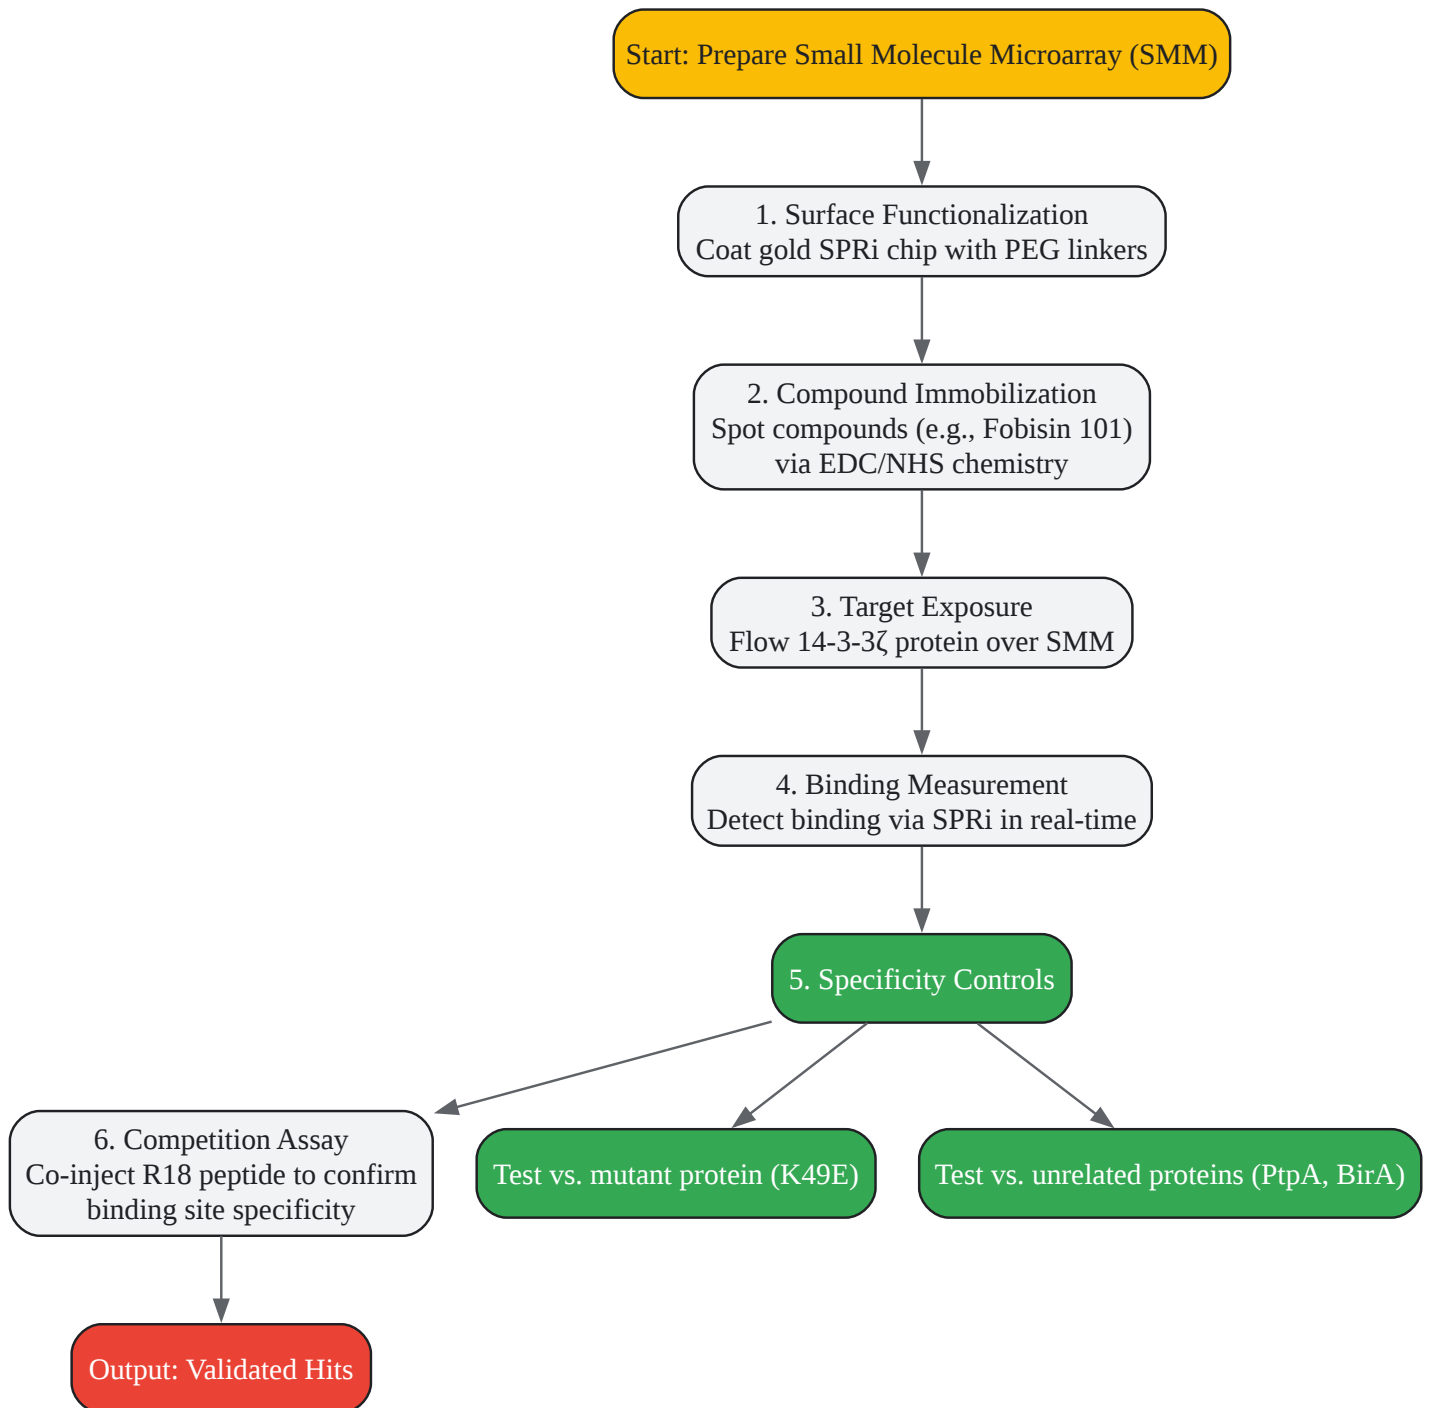 Start: Prepare Small Molecule Microarray (SMM)
1. Surface Functionalization
Coat gold SPRi chip with PEG linkers
2. Compound Immobilization
Spot compounds (e.g., Fobisin 101)
via EDC/NHS chemistry
3. Target Exposure
Flow 14-3-3ζ protein over SMM
4. Binding Measurement
Detect binding via SPRi in real-time
5. Specificity Controls
6. Competition Assay
Co-inject R18 peptide to confirm
binding site specificity
Test vs. mutant protein (K49E)
Test vs. unrelated proteins (PtpA, BirA)
Output: Validated Hits